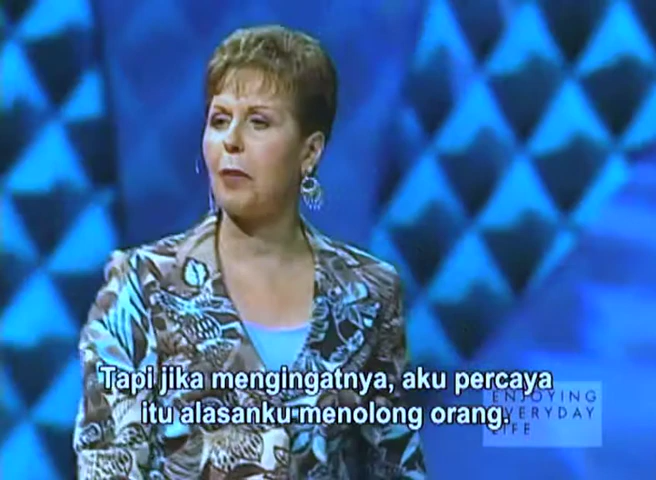 Tapi jika mengingatnya, aku percaya
itu alasanku menolong orang.
ENJOYING
EVERYDAY
LIFE